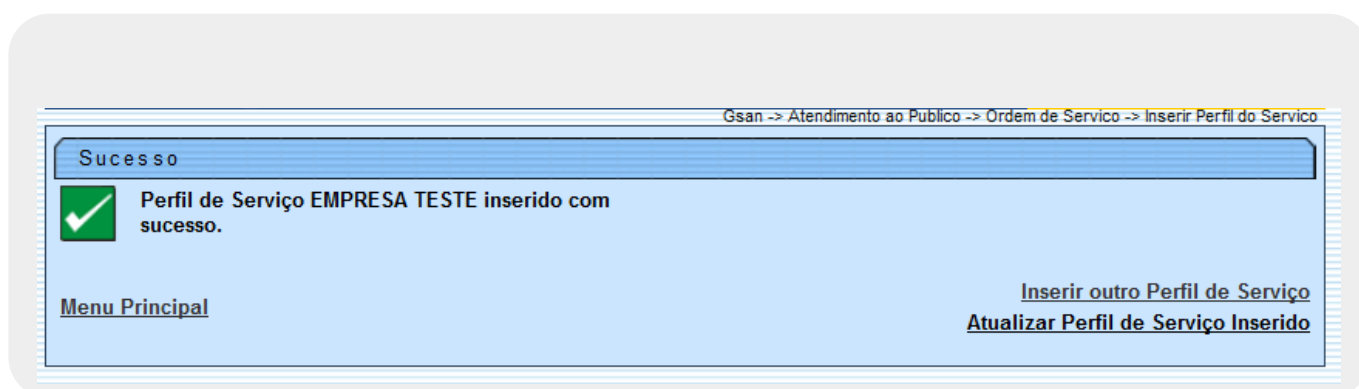 Gsan -> Atendimento ao Publico -> Ordem de Servico -> Inserir Perfil do Servico
Sucesso
Perfil de Serviço EMPRESA TESTE inserido com
sucesso.
Inserir outro Perfil de Serviço
Menu Principal
Atualizar Perfil de Serviço Inserido